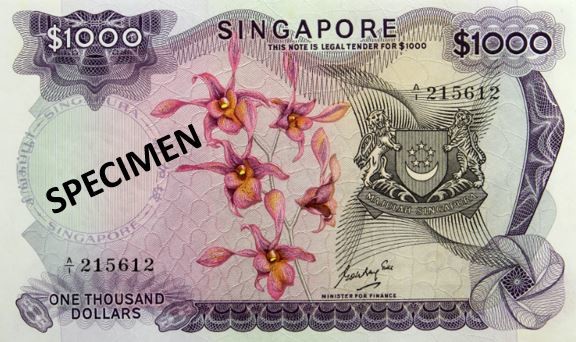 $1000
SINGAPORE
THIS NOTE IS LEGAL TENDER FOR $1000
$1000
A/1 215612
SINGAPURA
SPECIMEN
SINGAPORE
MAJULAH SINGAPURA
A/1 215612
ONE THOUSAND
DOLLARS
MINISTER FOR FINANCE